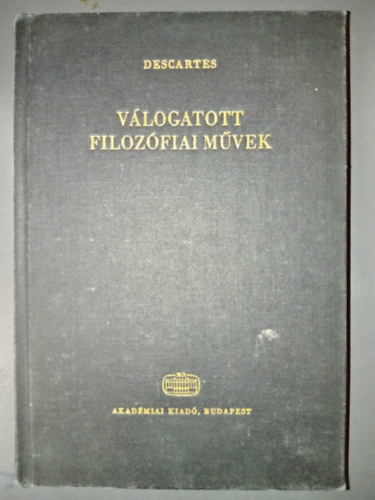 DESCARTES
VÁLOGATOTT
FILOZÓFIAI MŰVEK
AKADÉMIAI KIADÓ, BUDAPEST